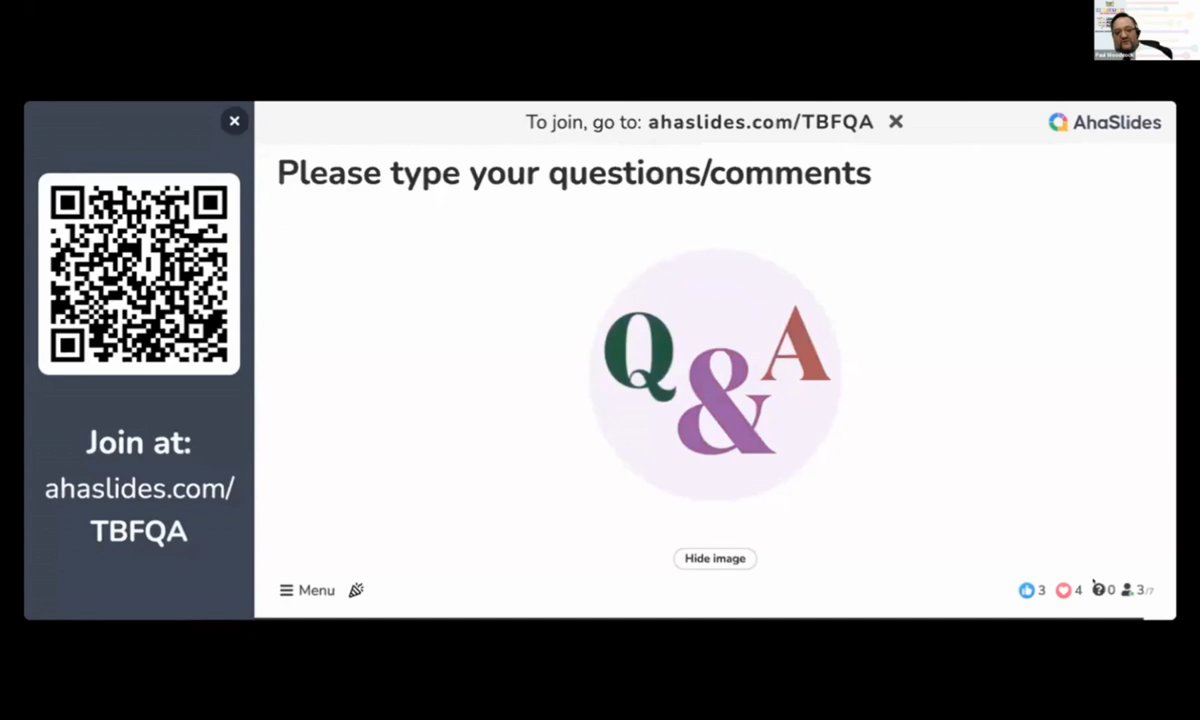 To join, go to: ahaslides.com/TBFQA
AhaSlides
Please type your questions/comments
Join at:
ahaslides.com/
TBFQA
Q&A
Hide image
Menu
3 4 0 3/7